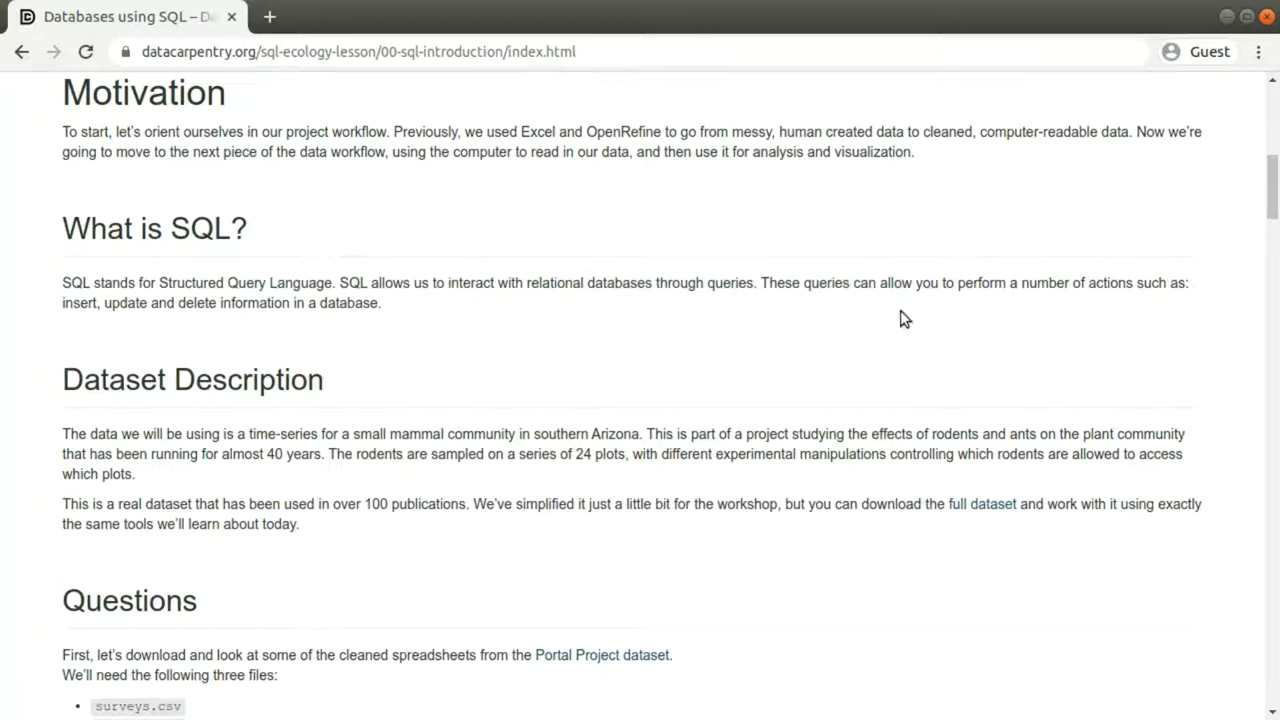 Databases using SQL – Da
datacarpentry.org/sql-ecology-lesson/00-sql-introduction/index.html
Guest
Motivation
To start, let's orient ourselves in our project workflow. Previously, we used Excel and OpenRefine to go from messy, human created data to cleaned, computer-readable data. Now we're
going to move to the next piece of the data workflow, using the computer to read in our data, and then use it for analysis and visualization.
What is SQL?
SQL stands for Structured Query Language. SQL allows us to interact with relational databases through queries. These queries can allow you to perform a number of actions such as:
insert, update and delete information in a database.
Dataset Description
The data we will be using is a time-series for a small mammal community in southern Arizona. This is part of a project studying the effects of rodents and ants on the plant community
that has been running for almost 40 years. The rodents are sampled on a series of 24 plots, with different experimental manipulations controlling which rodents are allowed to access
which plots.
This is a real dataset that has been used in over 100 publications. We've simplified it just a little bit for the workshop, but you can download the full dataset and work with it using exactly
the same tools we'll learn about today.
Questions
First, let's download and look at some of the cleaned spreadsheets from the Portal Project dataset.
We'll need the following three files:
• surveys.csv